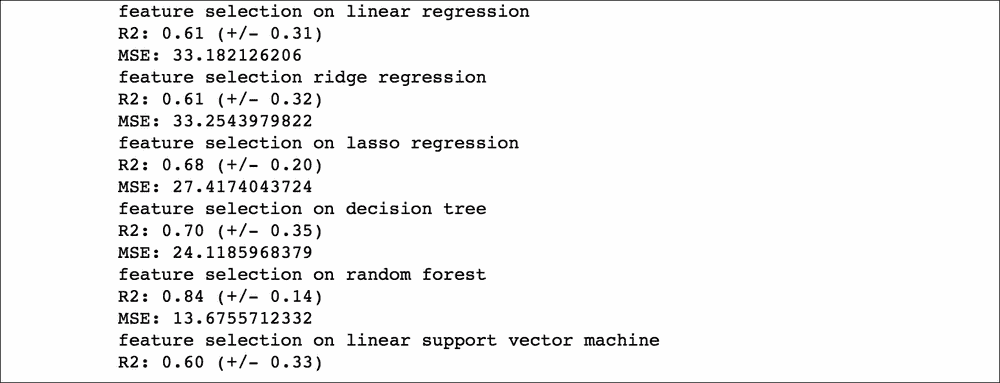 feature selection on linear regression
R2: 0.61 (+/- 0.31)
MSE: 33.182126206
feature selection ridge regression
R2: 0.61 (+/- 0.32)
MSE: 33.2543979822
feature selection on lasso regression
R2: 0.68 (+/- 0.20)
MSE: 27.4174043724
feature selection on decision tree
R2: 0.70 (+/- 0.35)
MSE: 24.1185968379
feature selection on random forest
R2: 0.84 (+/- 0.14)
MSE: 13.6755712332
feature selection on linear support vector machine
R2: 0.60 (+/- 0.33)